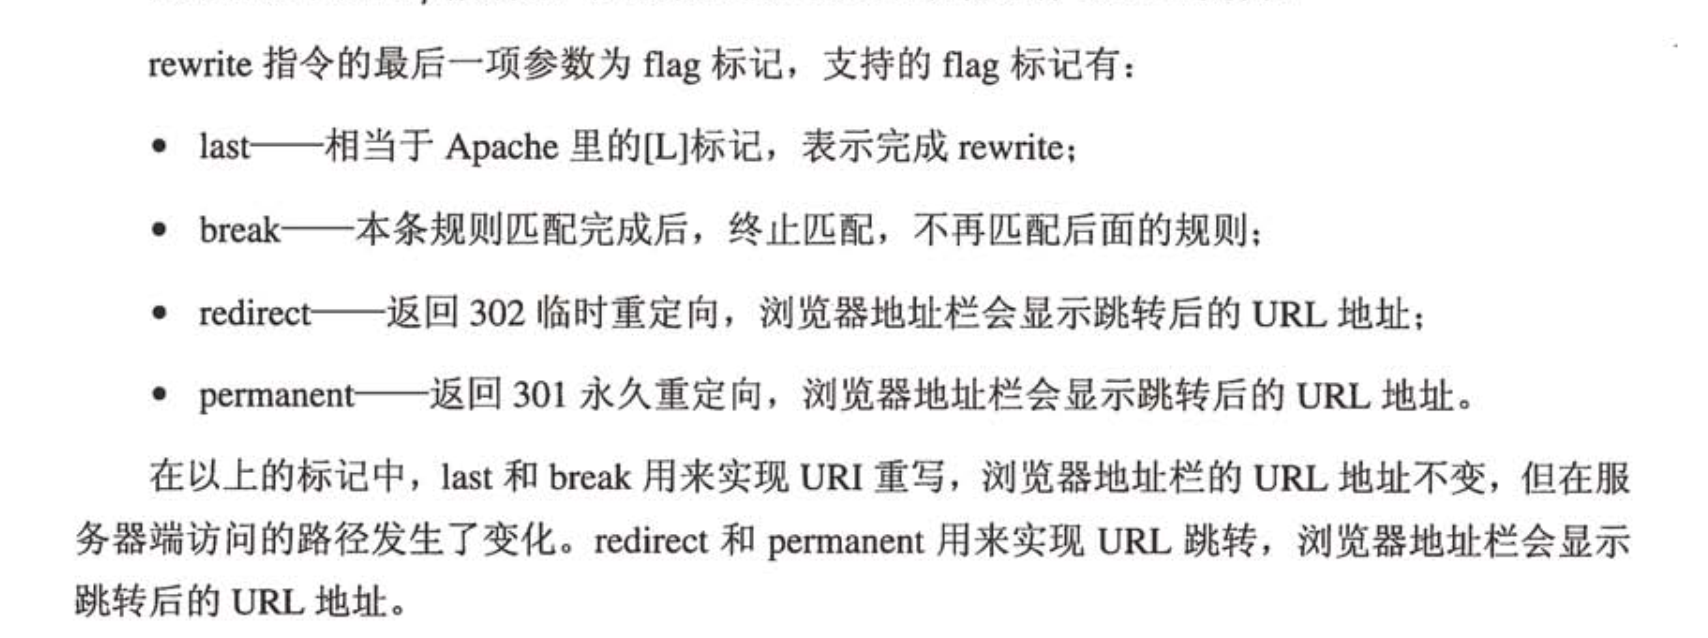 rewrite 指令的最后一项参数为 flag 标记，支持的 flag 标记有：
• last——相当于 Apache 里的[L]标记，表示完成 rewrite；
• break——本条规则匹配完成后，终止匹配，不再匹配后面的规则；
• redirect——返回 302 临时重定向，浏览器地址栏会显示跳转后的 URL 地址；
• permanent——返回 301 永久重定向，浏览器地址栏会显示跳转后的 URL 地址。
在以上的标记中，last 和 break 用来实现 URI 重写，浏览器地址栏的 URL 地址不变，但在服
务器端访问的路径发生了变化。redirect 和 permanent 用来实现 URL 跳转，浏览器地址栏会显示
跳转后的 URL 地址。